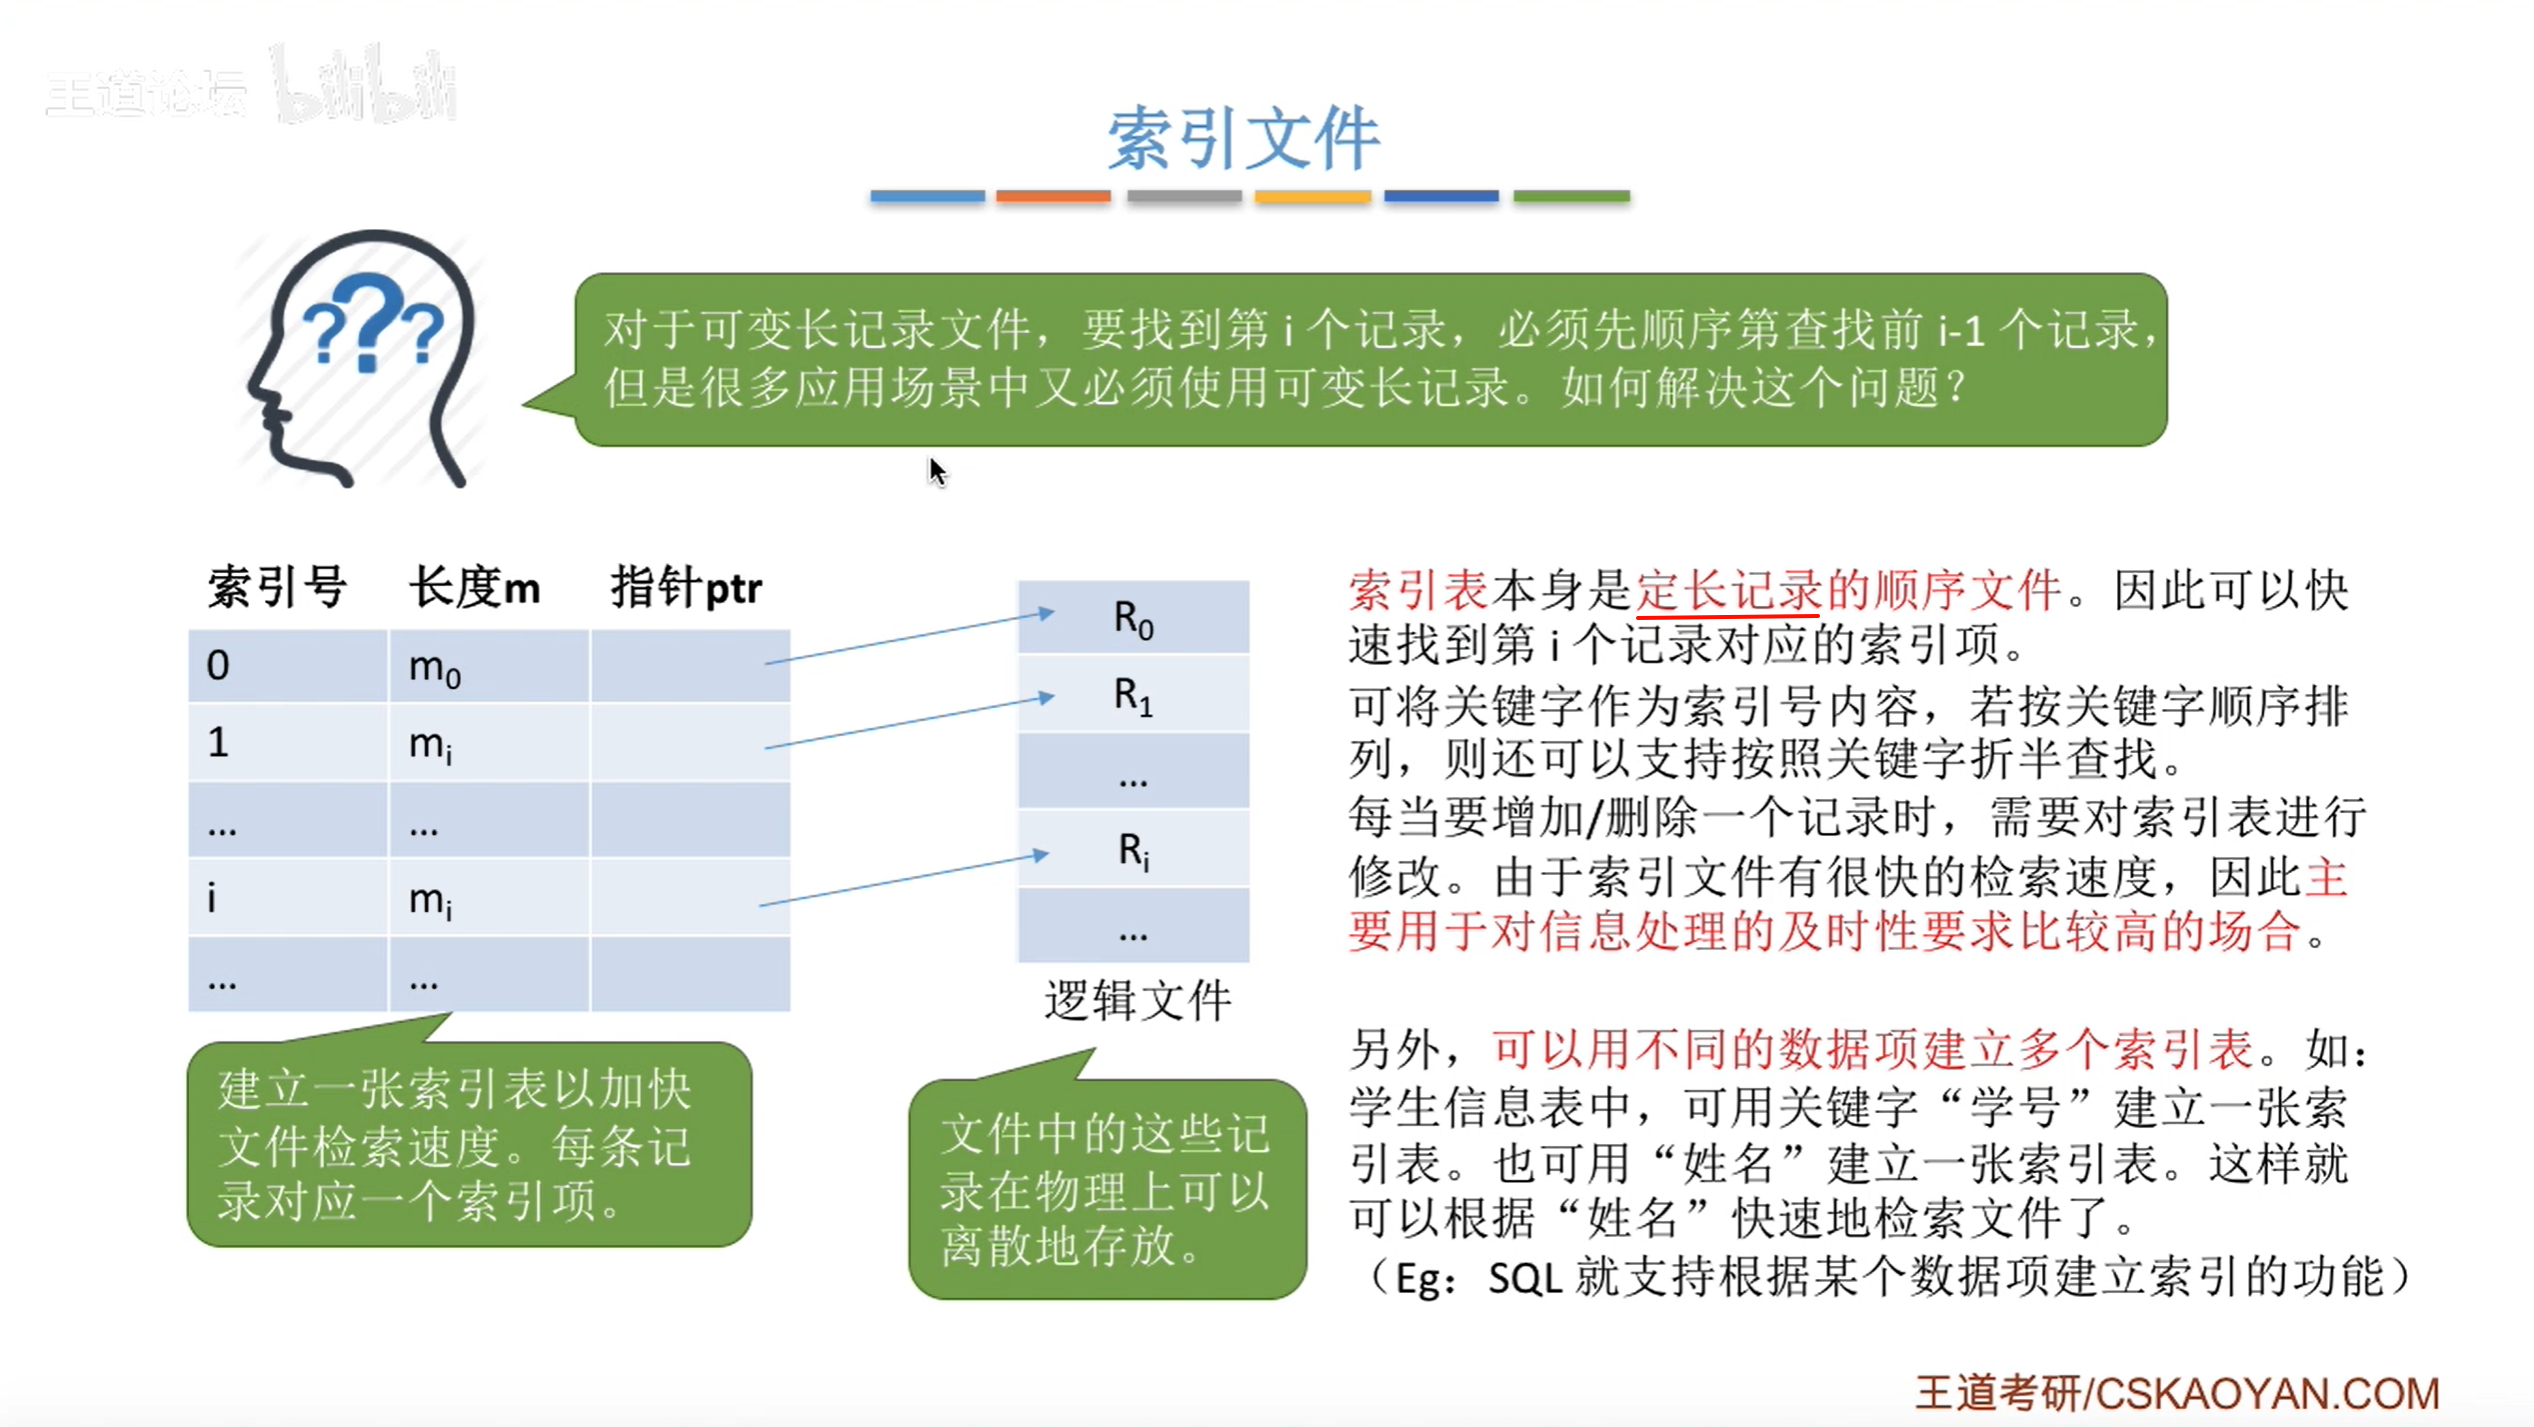 王道论坛 bilibili
索引文件
???
对于可变长记录文件，要找到第 i 个记录，必须先顺序第查找前 i-1 个记录，
但是很多应用场景中又必须使用可变长记录。如何解决这个问题？
索引号 长度m 指针ptr
0 m0
1 mi
... ...
i mi
... ...
R0
R1
...
Ri
...
逻辑文件
建立一张索引表以加快
文件检索速度。每条记
录对应一个索引项。
文件中的这些记
录在物理上可以
离散地存放。
索引表本身是定长记录的顺序文件。因此可以快
速找到第 i 个记录对应的索引项。
可将关键字作为索引号内容，若按关键字顺序排
列，则还可以支持按照关键字折半查找。
每当要增加/删除一个记录时，需要对索引表进行
修改。由于索引文件有很快的检索速度，因此主
要用于对信息处理的及时性要求比较高的场合。
另外，可以用不同的数据项建立多个索引表。如：
学生信息表中，可用关键字“学号”建立一张索
引表。也可用“姓名”建立一张索引表。这样就
可以根据“姓名”快速地检索文件了。
（Eg：SQL 就支持根据某个数据项建立索引的功能）
王道考研/CSKAOYAN.COM